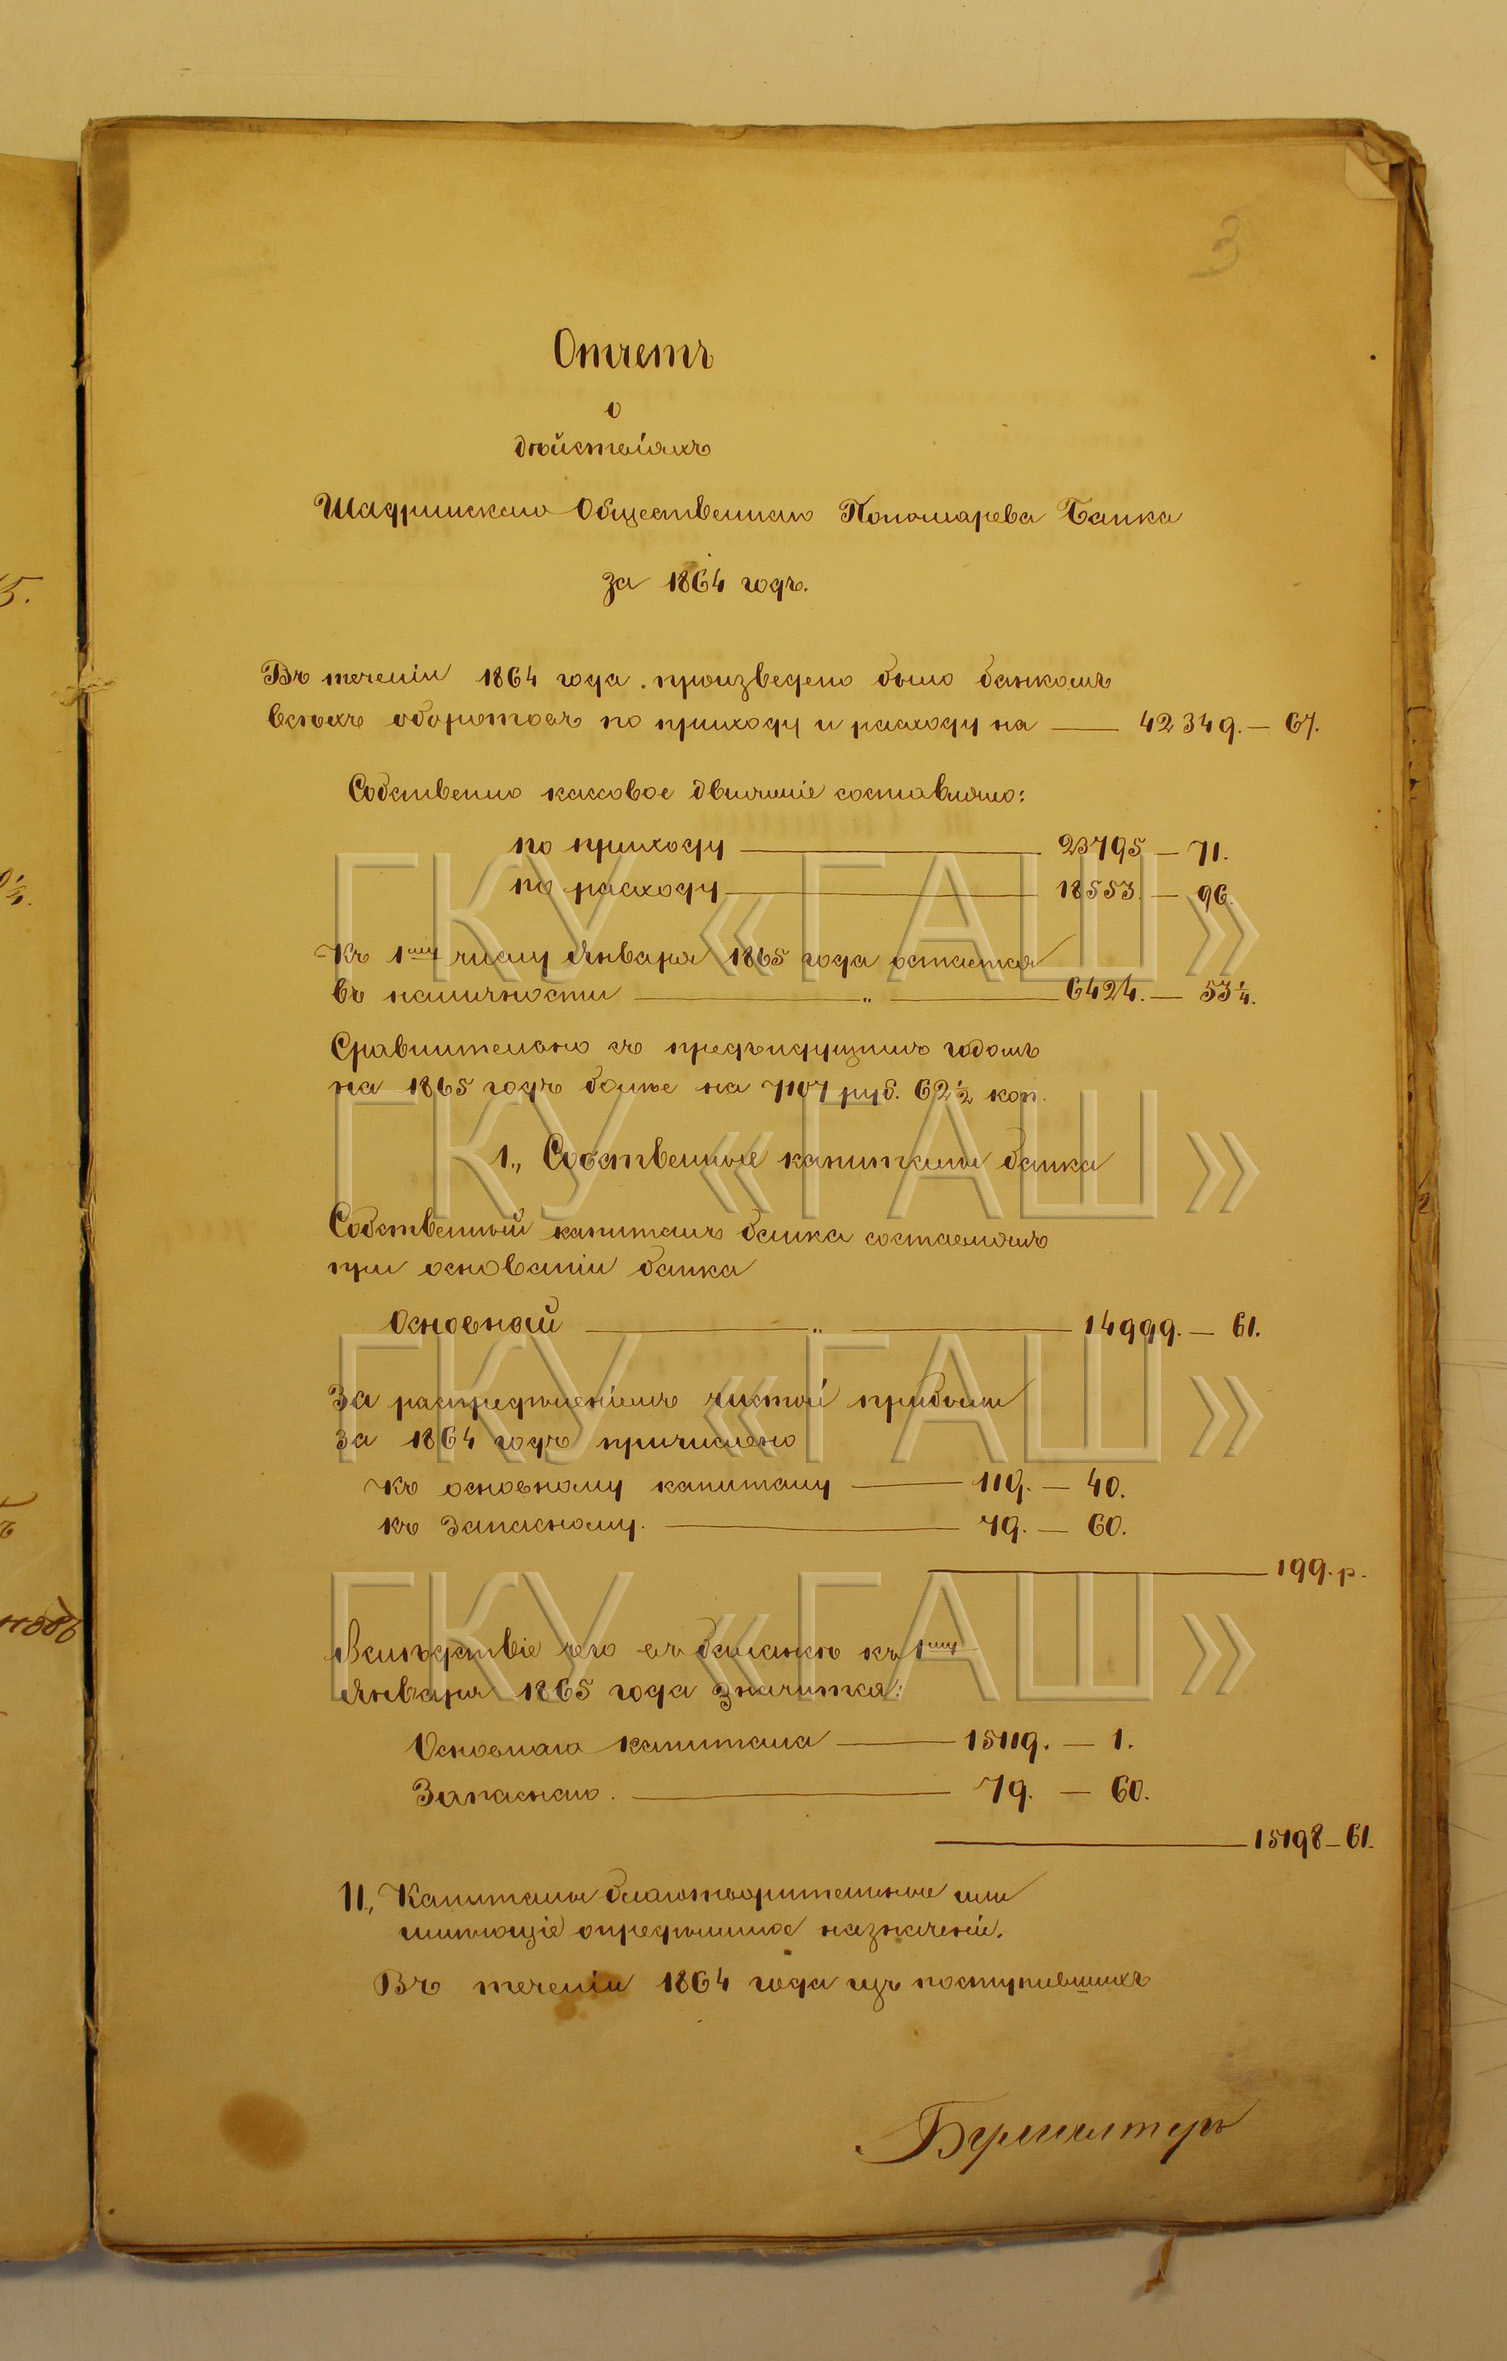 3
Отчетъ
о
дѣйствіяхъ
Шадринскаго Общественнаго Пономарева Банка
за 1864 годъ.
Въ теченіи 1864 года произведено было банкомъ
всѣхъ оборотовъ по приходу и расходу на — 42349. — 67.
Собственно кассовое движеніе составляло:
по приходу — 23795 — 71.
по расходу — 18553. — 96.
Къ 1му числу Января 1865 года остается
въ наличности — „ — 6424. — 53¼.
Сравнительно съ предъидущимъ годомъ
на 1865 годъ болѣе на 7107 руб. 62½ коп.
1., Собственные капиталы банка
Собственный капиталъ банка составлялъ
при основаніи банка
Основной — „ — 14999. — 61.
За распредѣленіемъ чистой прибыли
за 1864 годъ причислено
къ основному капиталу — 119. — 40.
къ Запасному. — 79. — 60.
— 199. р.
Вслѣдствіе чего въ балансѣ къ 1му
Января 1865 года значится:
Основнаго капитала — 15119. — 1.
Запаснаго. — 79. — 60.
— 15198 — 61.
11., Капиталы благотворительные или
имѣющіе опредѣленное назначеніе.
Въ теченіи 1864 года изъ поступившихъ
Бухгалтеръ
ГКУ «ГАШ»
ГКУ «ГАШ»
ГКУ «ГАШ»
ГКУ «ГАШ»